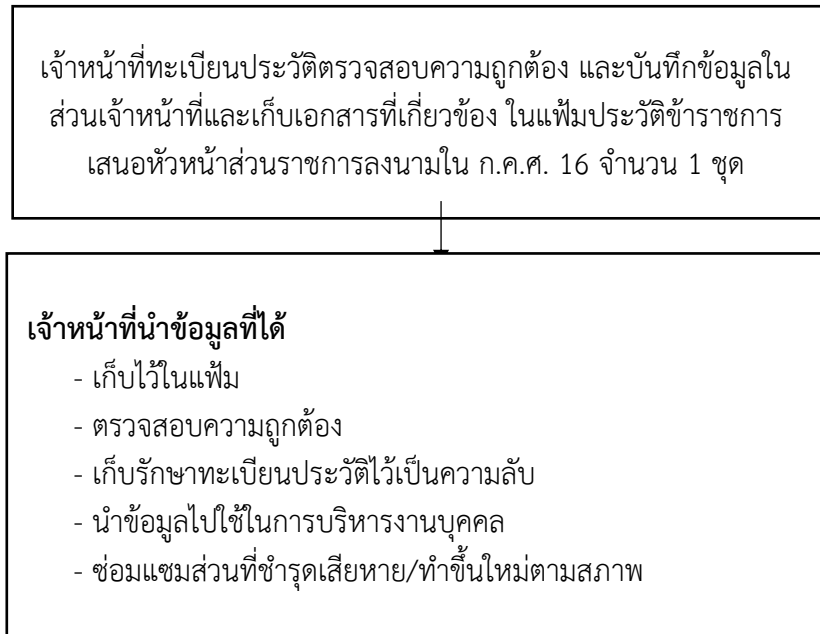 เจ้าหน้าที่ทะเบียนประวัติตรวจสอบความถูกต้อง และบันทึกข้อมูลใน
ส่วนเจ้าหน้าที่และเก็บเอกสารที่เกี่ยวข้อง ในแฟ้มประวัติข้าราชการ
เสนอหัวหน้าส่วนราชการลงนามใน ก.ค.ศ. 16 จำนวน 1 ชุด
เจ้าหน้าที่นำข้อมูลที่ได้
- เก็บไว้ในแฟ้ม
- ตรวจสอบความถูกต้อง
- เก็บรักษาทะเบียนประวัติไว้เป็นความลับ
- นำข้อมูลไปใช้ในการบริหารงานบุคคล
- ซ่อมแซมส่วนที่ชำรุดเสียหาย/ทำขึ้นใหม่ตามสภาพ